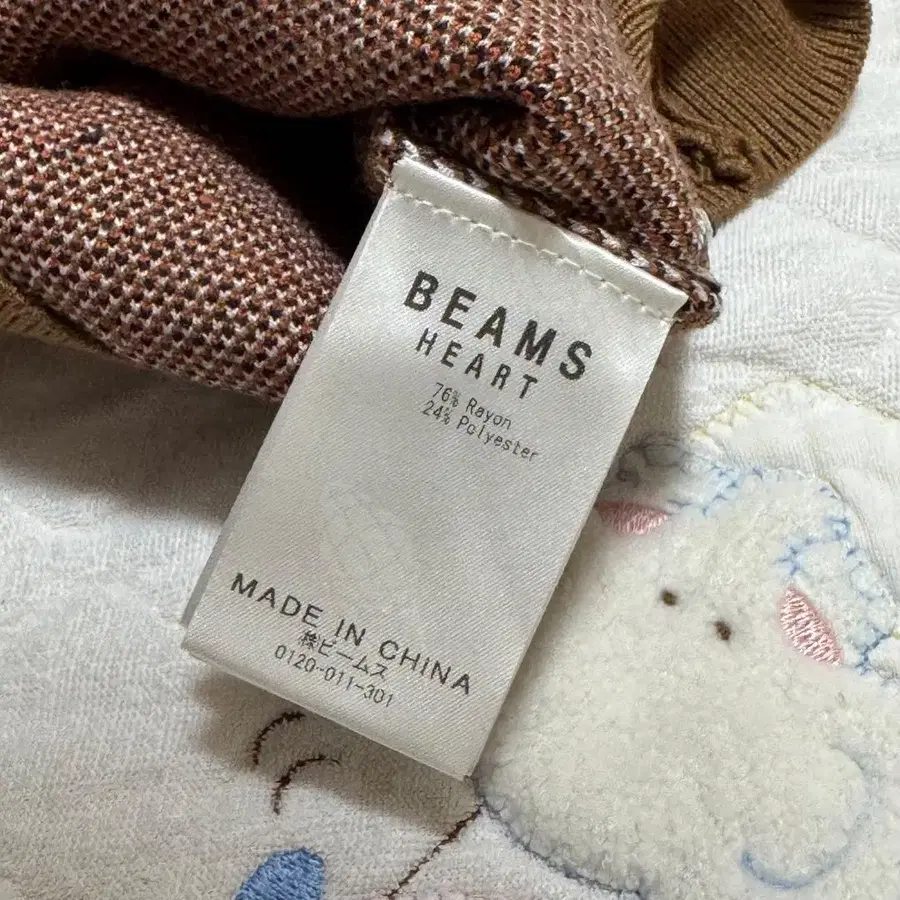 BEAMS
HEART
76% Rayon
24% Polyester
MADE IN CHINA
㈱ビームス
0120-011-301